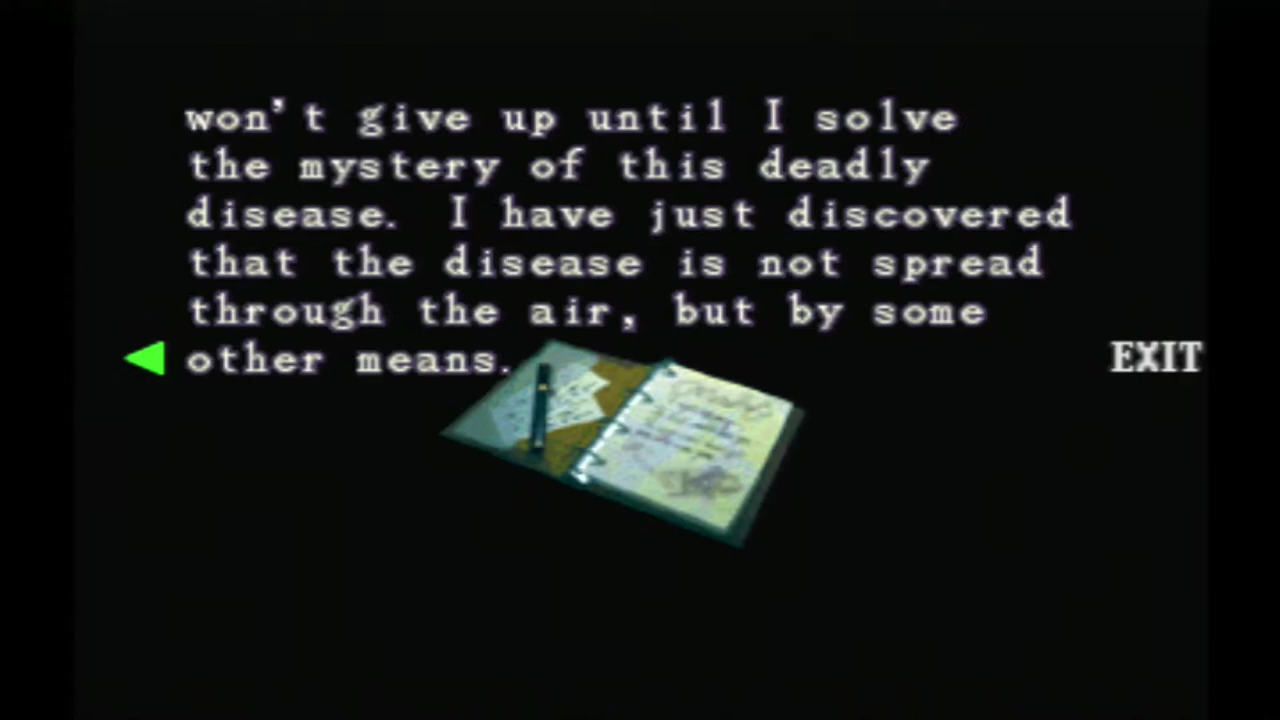 won't give up until I solve
the mystery of this deadly
disease. I have just discovered
that the disease is not spread
through the air, but by some
other means.
EXIT